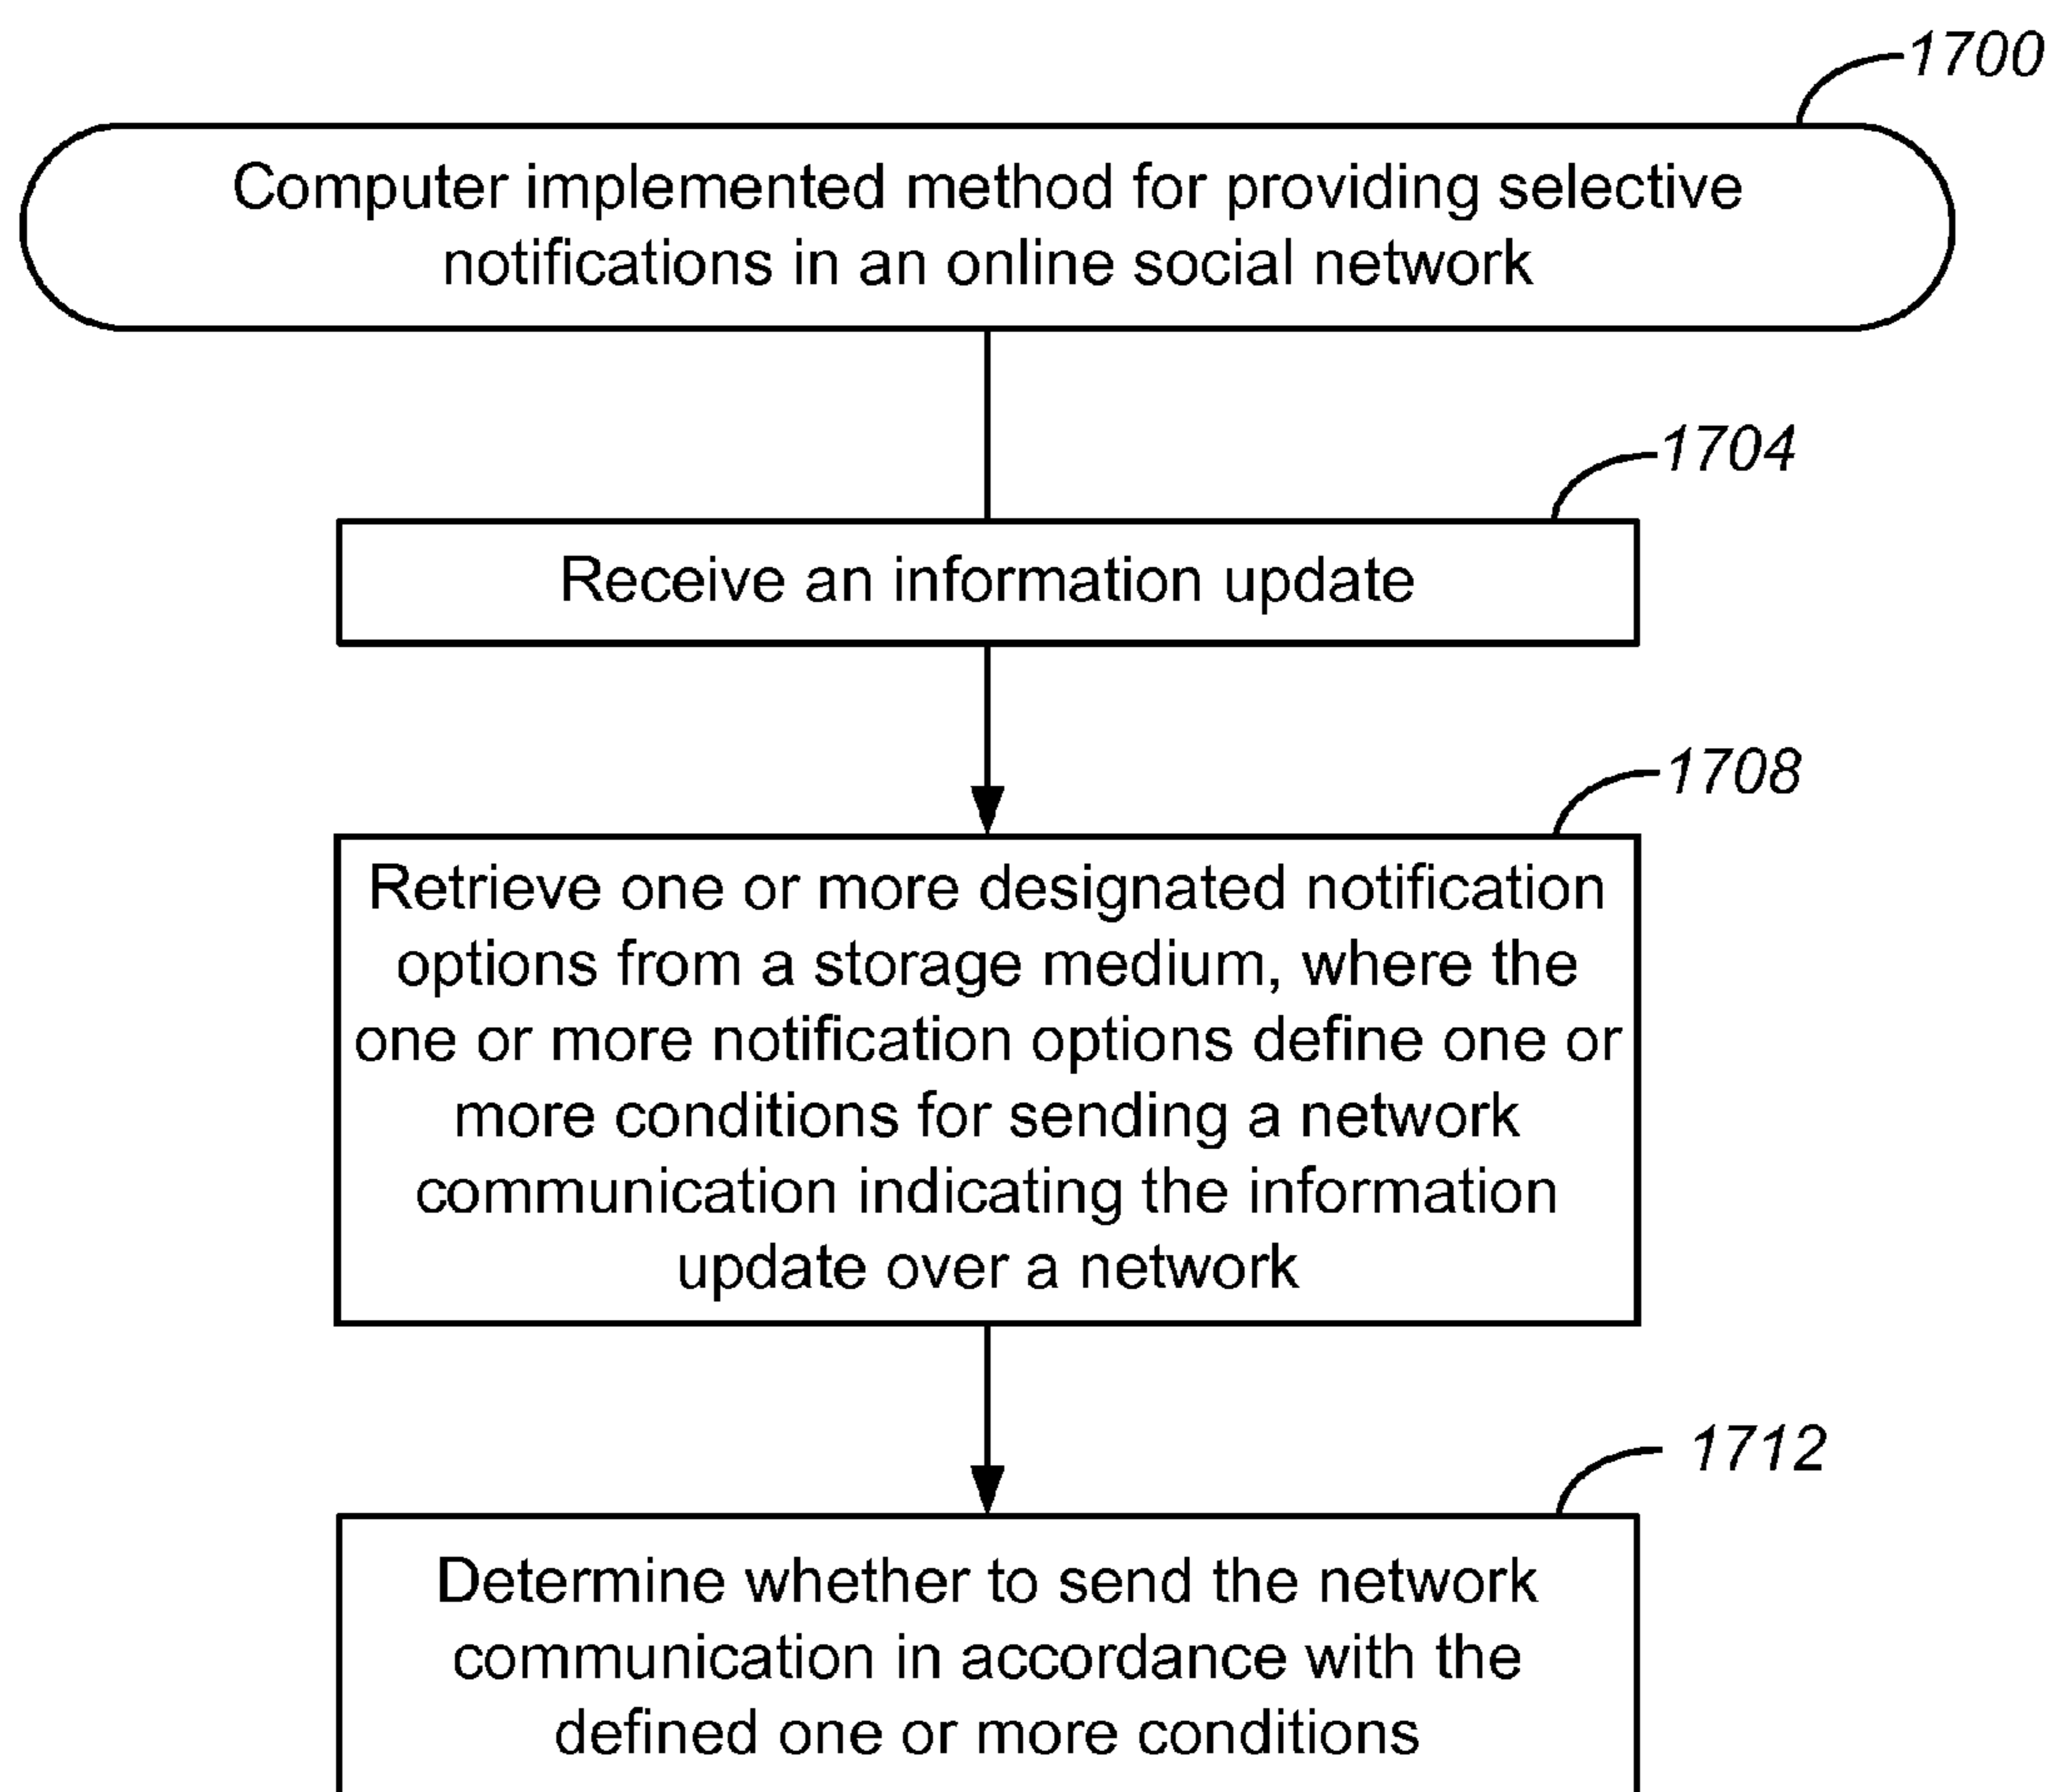 1700
Computer implemented method for providing selective
notifications in an online social network
1704
Receive an information update
1708
Retrieve one or more designated notification
options from a storage medium, where the
one or more notification options define one or
more conditions for sending a network
communication indicating the information
update over a network
1712
Determine whether to send the network
communication in accordance with the
defined one or more conditions